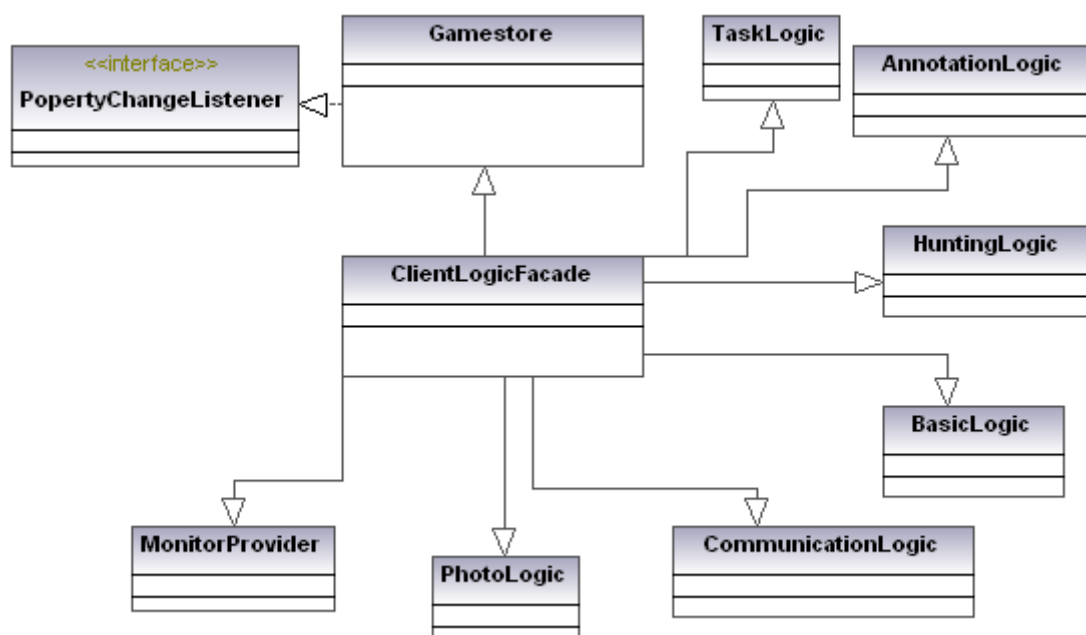 Gamestore
TaskLogic
<<interface>>
PopertyChangeListener
AnnotationLogic
HuntingLogic
ClientLogicFacade
BasicLogic
MonitorProvider
CommunicationLogic
PhotoLogic